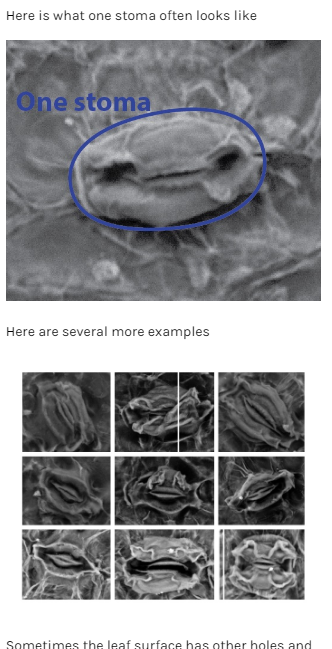 Here is what one stoma often looks like
One stoma
Here are several more examples
Sometimes the leaf surface has other holes and